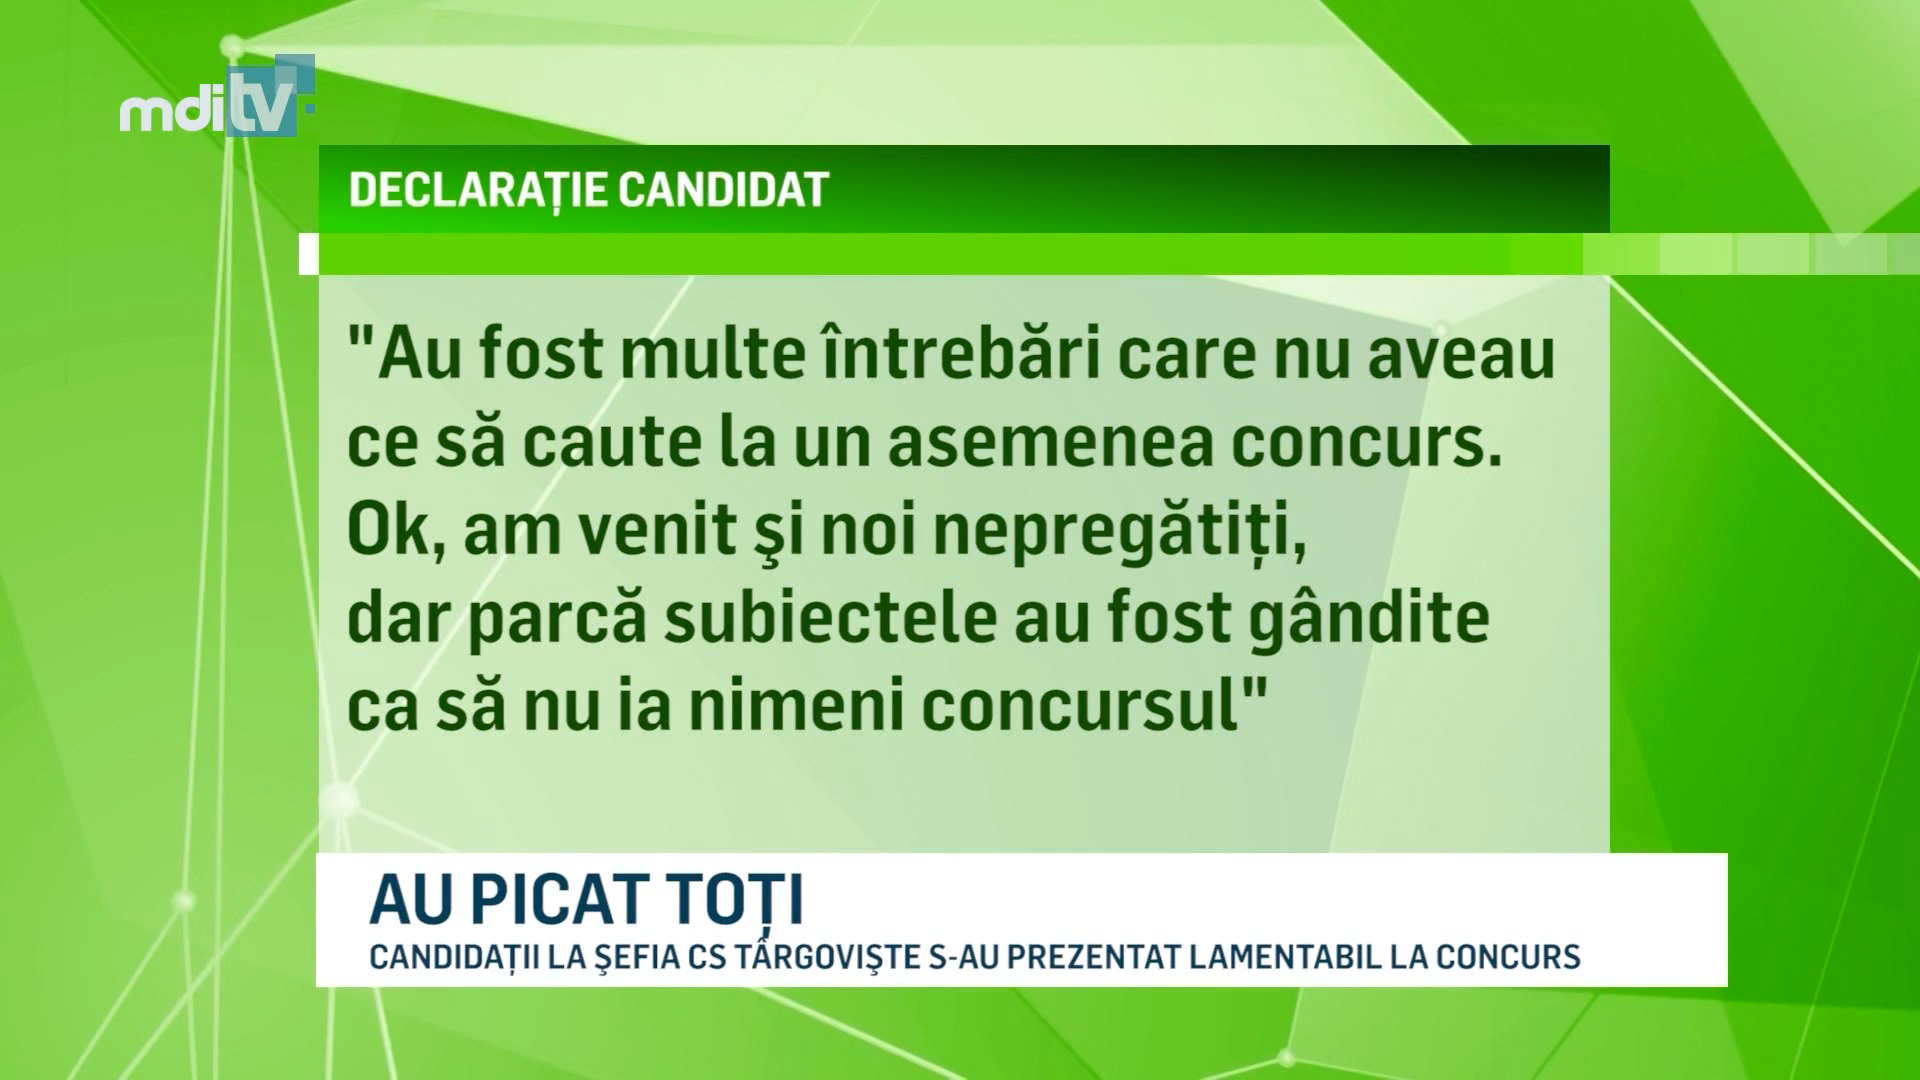 mditv
DECLARAȚIE CANDIDAT
"Au fost multe întrebări care nu aveau
ce să caute la un asemenea concurs.
Ok, am venit şi noi nepregătiți,
dar parcă subiectele au fost gândite
ca să nu ia nimeni concursul"
AU PICAT TOȚI
CANDIDAȚII LA ŞEFIA CS TÂRGOVIŞTE S-AU PREZENTAT LAMENTABIL LA CONCURS